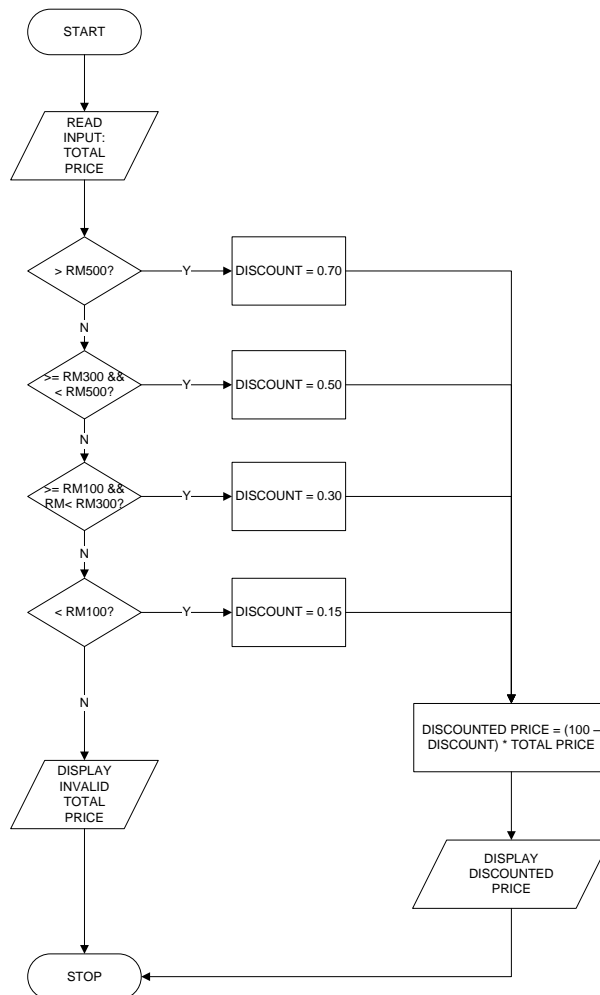 START
READ
INPUT:
TOTAL
PRICE
> RM500?
Y
DISCOUNT = 0.70
N
>= RM300 &&
< RM500?
Y
DISCOUNT = 0.50
N
>= RM100 &&
RM< RM300?
Y
DISCOUNT = 0.30
N
< RM100?
Y
DISCOUNT = 0.15
N
DISCOUNTED PRICE = (100 –
DISCOUNT) * TOTAL PRICE
DISPLAY
INVALID
TOTAL
PRICE
DISPLAY
DISCOUNTED
PRICE
STOP